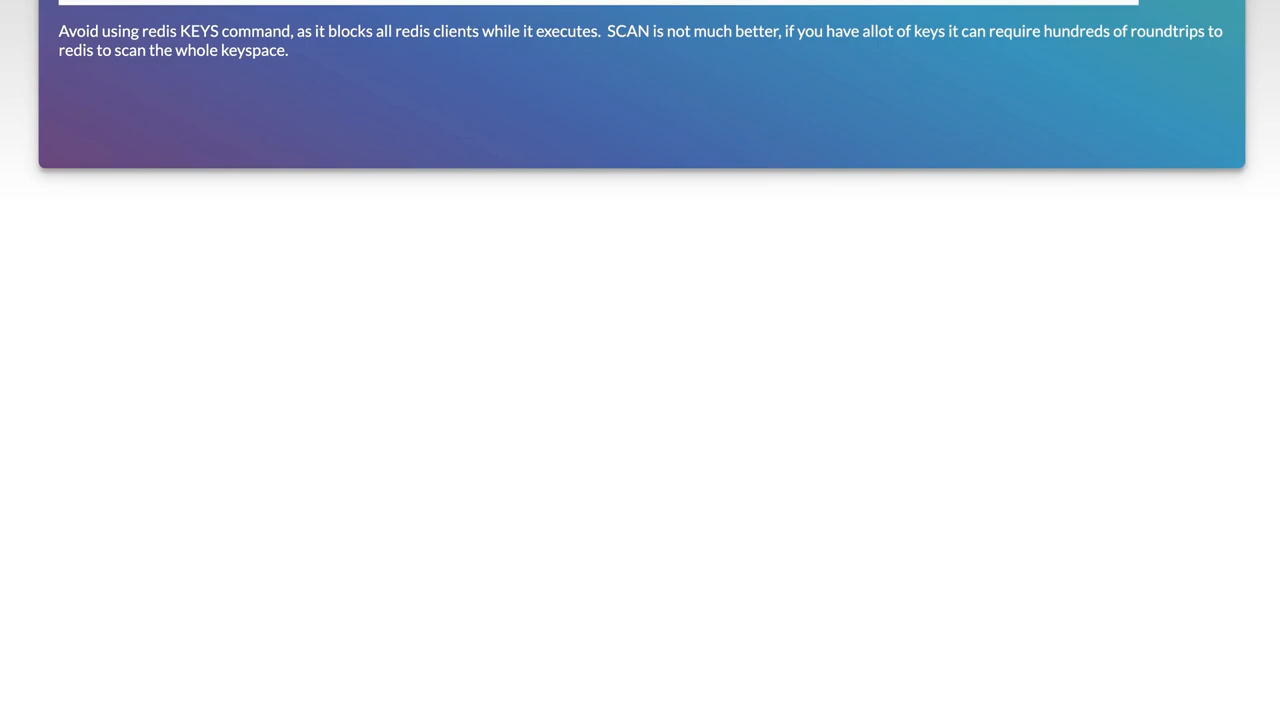 Avoid using redis KEYS command, as it blocks all redis clients while it executes.  SCAN is not much better, if you have allot of keys it can require hundreds of roundtrips to
redis to scan the whole keyspace.